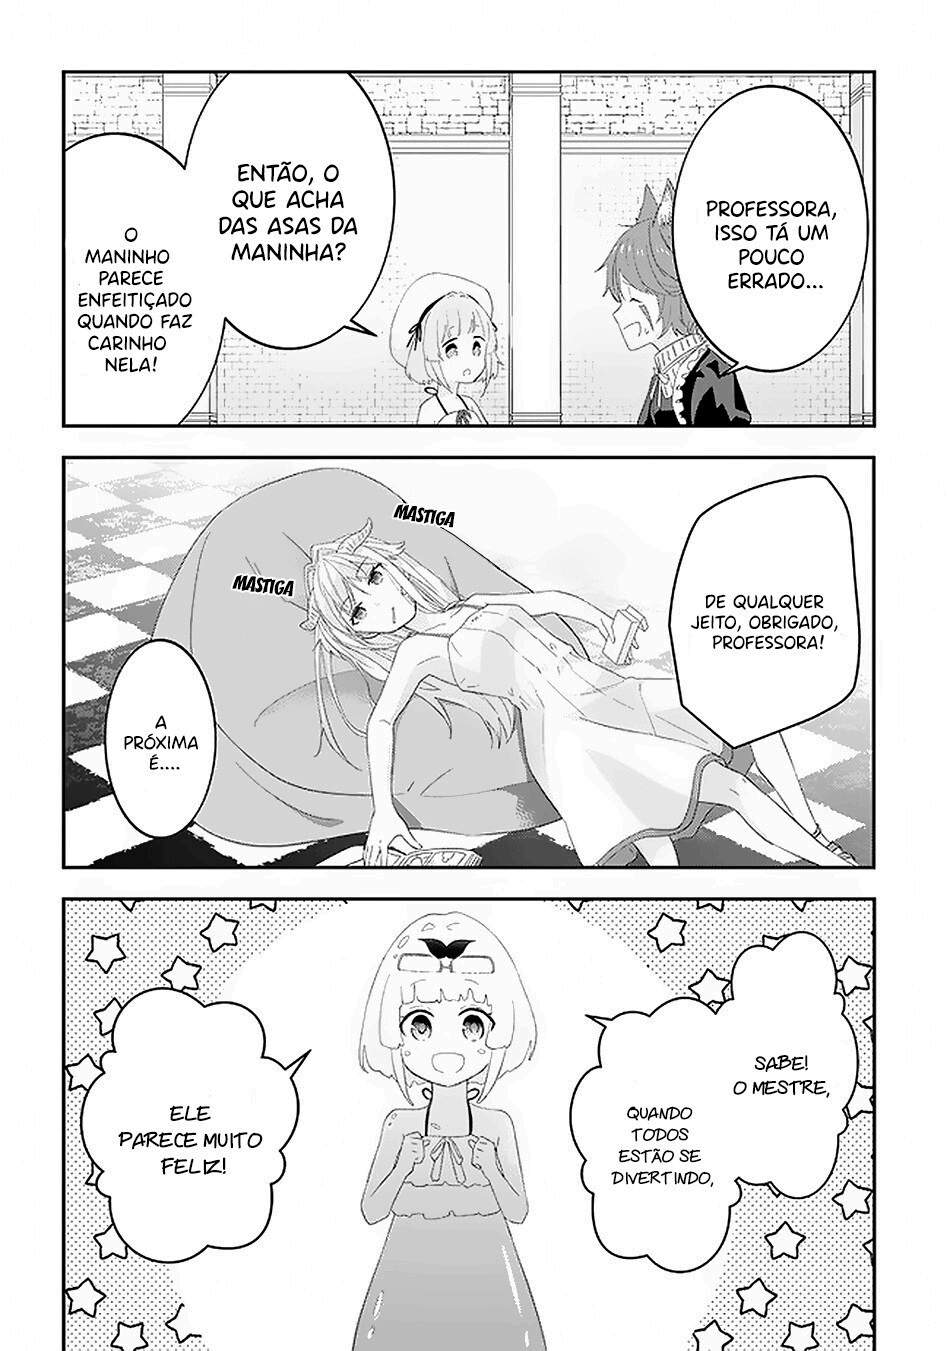 PROFESSORA,
ISSO TÁ UM
POUCO
ERRADO...
ENTÃO, O
QUE ACHA
DAS ASAS DA
MANINHA?
O
MANINHO
PARECE
ENFEITIÇADO
QUANDO FAZ
CARINHO
NELA!
MASTIGA
MASTIGA
DE QUALQUER
JEITO, OBRIGADO,
PROFESSORA!
A
PRÓXIMA
É....
SABE!
O MESTRE,
QUANDO
TODOS
ESTÃO SE
DIVERTINDO,
ELE
PARECE MUITO
FELIZ!